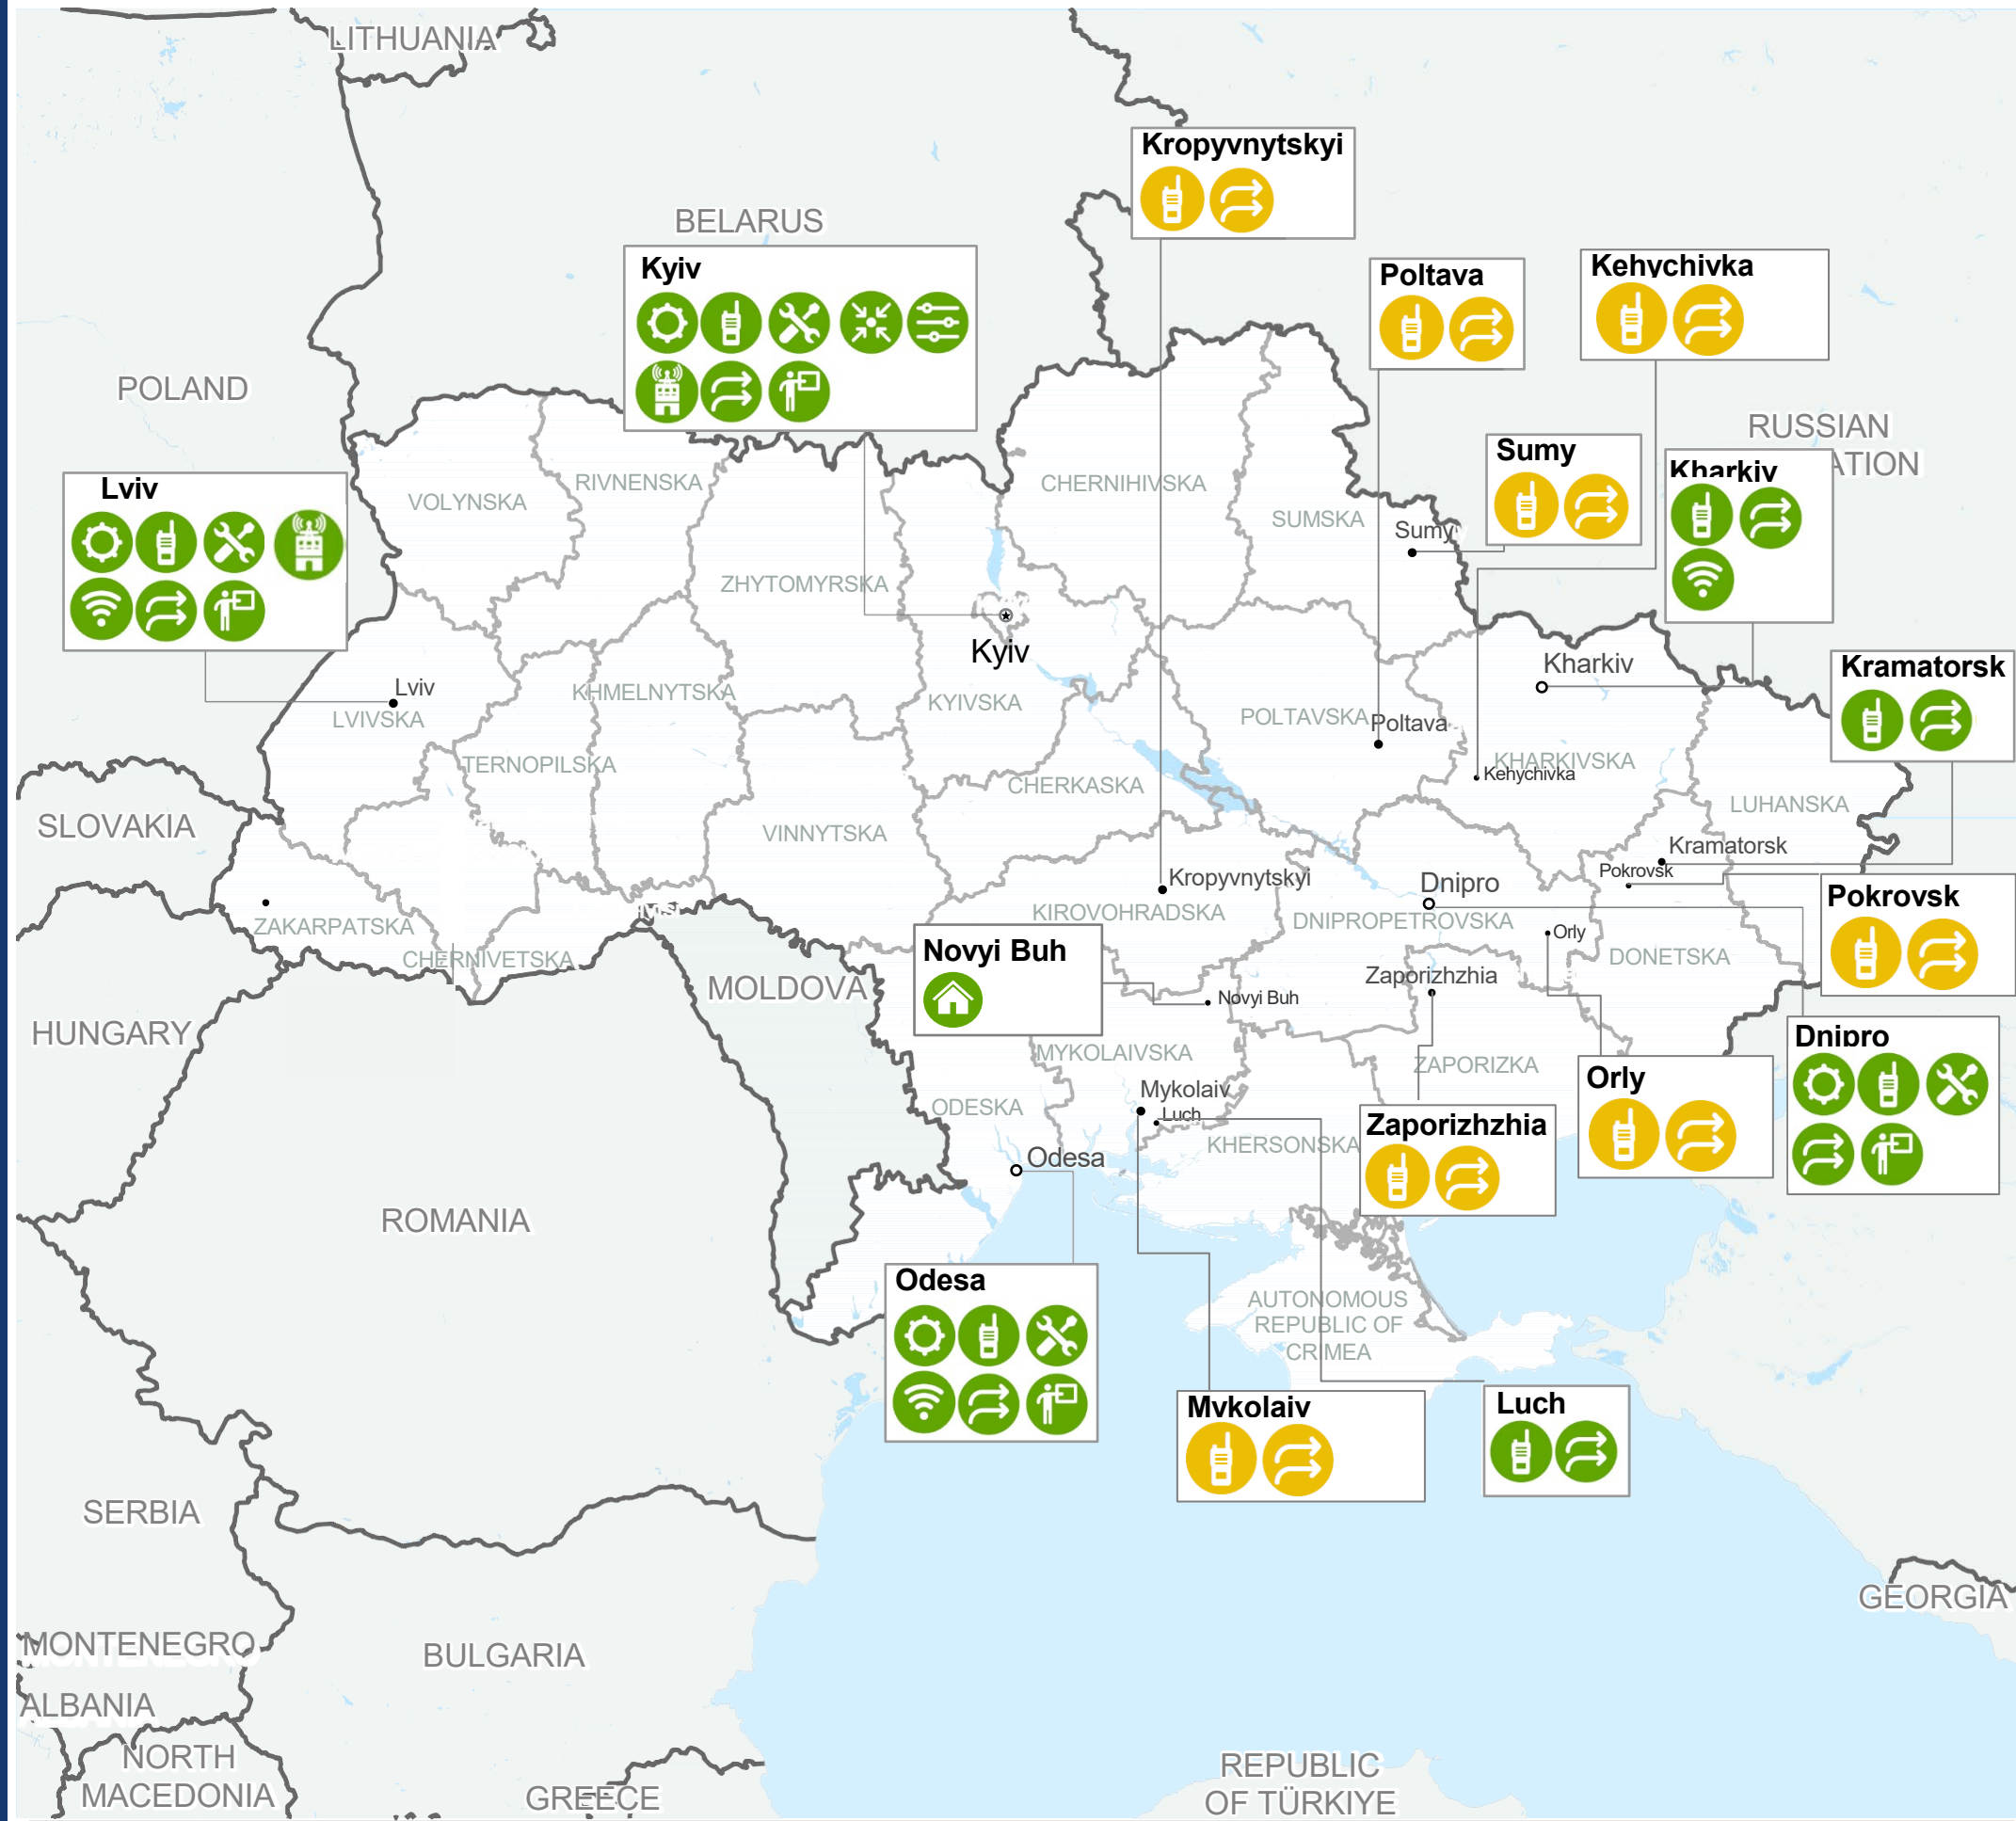 LITHUANIA
Kropyvnytskyi
BELARUS
Kyiv
Poltava
Kehychivka
POLAND
RUSSIAN
ATION
Sumy
Kharkiv
Lviv
VOLYNSKA
RIVNENSKA
CHERNIHIVSKA
SUMSKA
Sumy
ZHYTOMYRSKA
Kyiv
Kharkiv
Kramatorsk
Lviv
LVIVSKA
KHMELNYTSKA
KYIVSKA
POLTAVSKA
Poltava
TERNOPILSKA
CHERKASKA
KHARKIVSKA
Kehychivka
LUHANSKA
SLOVAKIA
VINNYTSKA
Kramatorsk
Pokrovsk
Kropyvnytskyi
Dnipro
Pokrovsk
KIROVOHRADSKA
DNIPROPETROVSKA
ZAKARPATSKA
CHERNIVETSKA
Novyi Buh
Orly
DONETSKA
MOLDOVA
Zaporizhzhia
Novyi Buh
HUNGARY
Dnipro
MYKOLAIVSKA
ZAPORIZKA
Orly
Mykolaiv
Luch
ODESKA
Zaporizhzhia
KHERSONSKA
Odesa
ROMANIA
Odesa
AUTONOMOUS
REPUBLIC OF
CRIMEA
Mykolaiv
Luch
SERBIA
GEORGIA
MONTENEGRO
BULGARIA
ALBANIA
NORTH
MACEDONIA
GREECE
REPUBLIC
OF TÜRKIYE